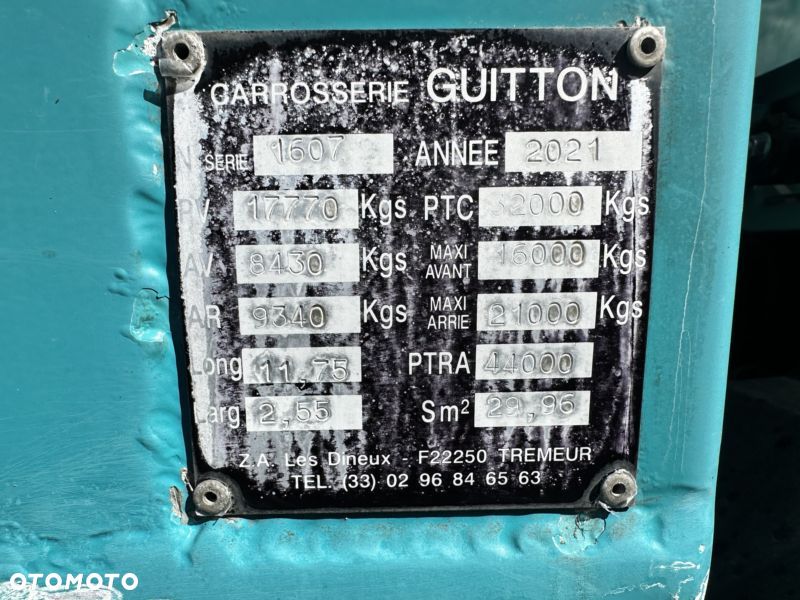 CARROSSERIE GUITTON
N° SERIE 1607 ANNEE 2021
PV 17770 Kgs PTC 32000 Kgs
AV 8430 Kgs MAXI AVANT 16000 Kgs
AR 9340 Kgs MAXI ARRIE 21000 Kgs
Long 11,75 PTRA 44000
Larg 2,55 Sm² 29,96
Z.A. Les Dineux - F22250 TREMEUR
TEL. (33) 02 96 84 65 63
OTOMOTO